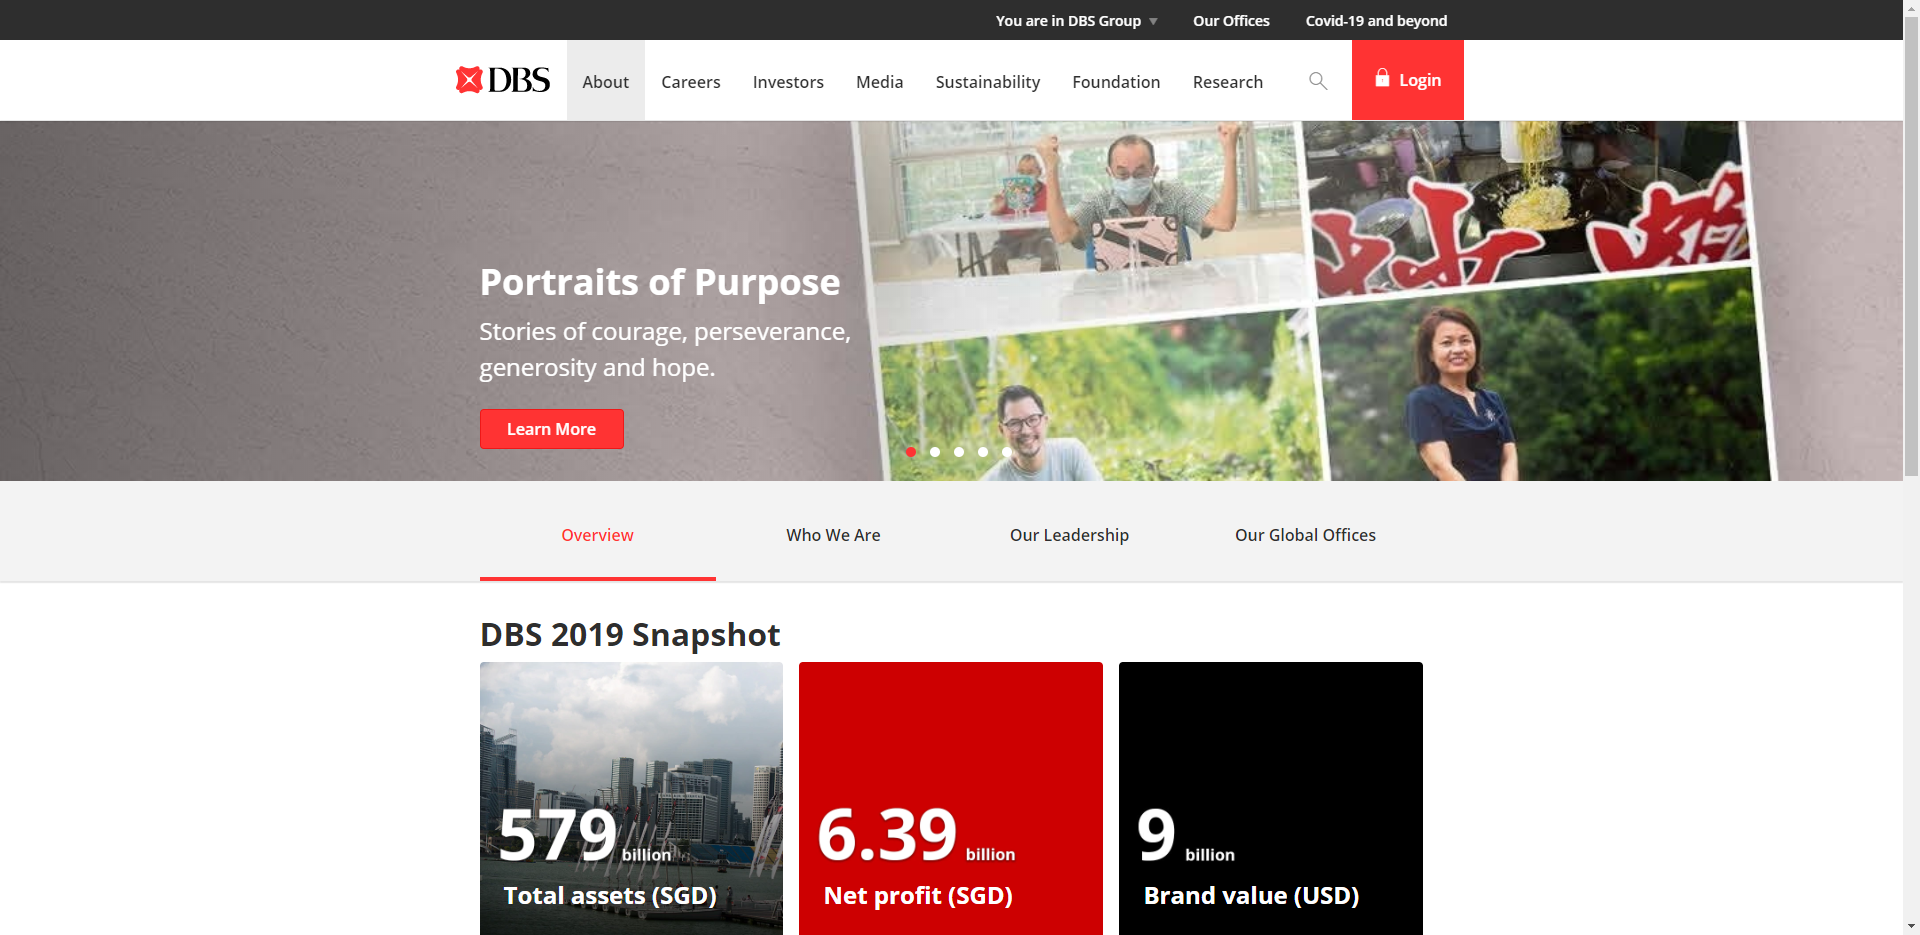 You are in DBS Group
Our Offices
Covid-19 and beyond
DBS
About
Careers
Investors
Media
Sustainability
Foundation
Research
Login
Portraits of Purpose
Stories of courage, perseverance,
generosity and hope.
Learn More
Overview
Who We Are
Our Leadership
Our Global Offices
DBS 2019 Snapshot
579 billion
Total assets (SGD)
6.39 billion
Net profit (SGD)
9 billion
Brand value (USD)